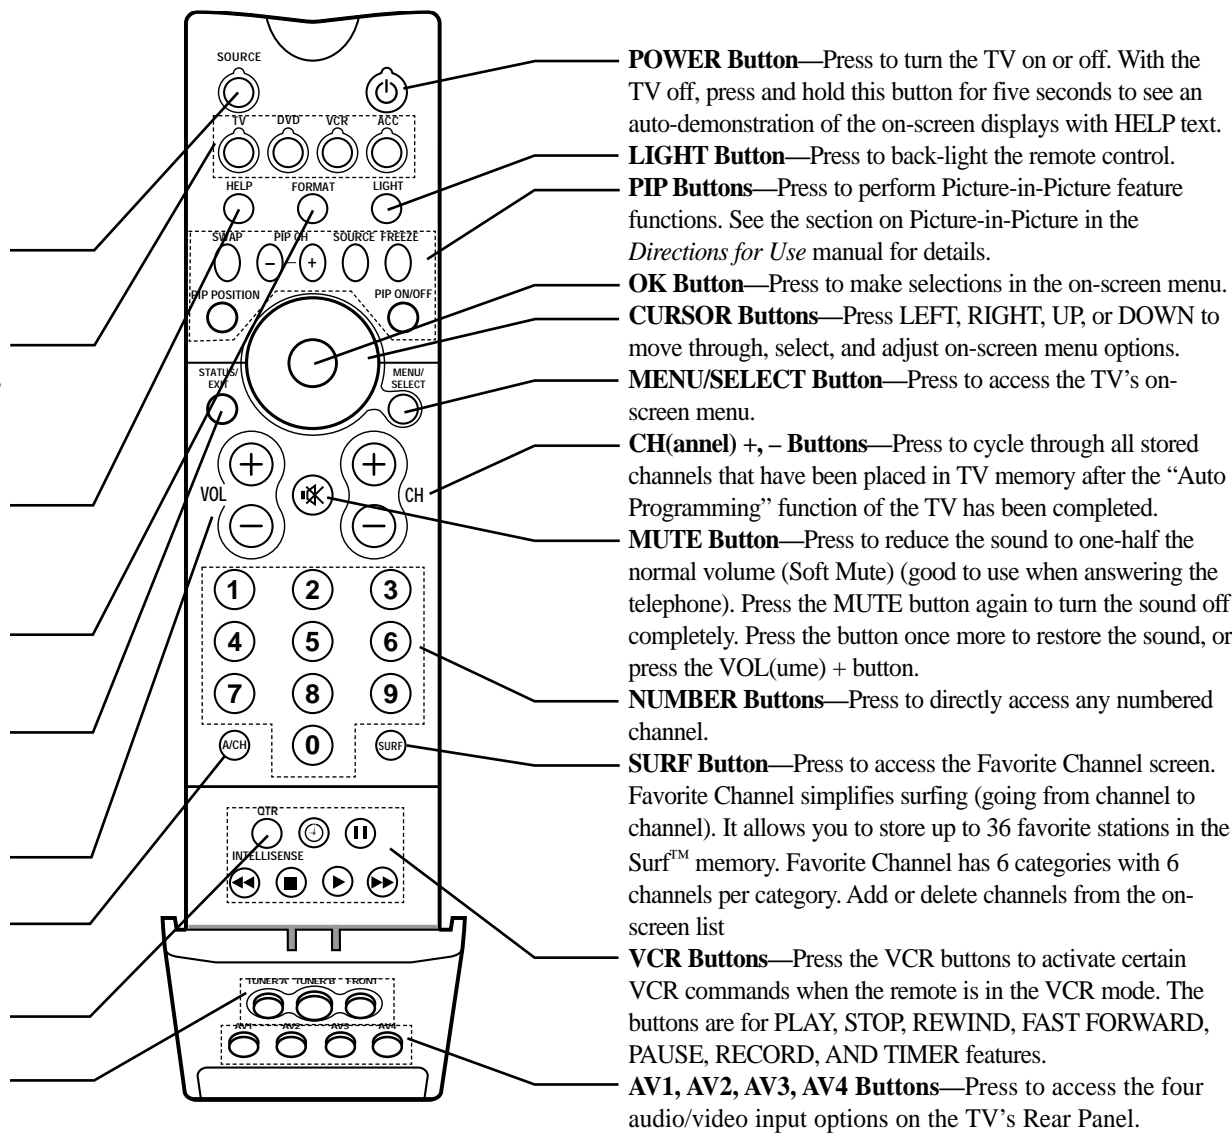 SOURCE
TV DVD VCR ACC
HELP FORMAT LIGHT
SWAP PIP CH SOURCE FREEZE
– +
PIP POSITION PIP ON/OFF
STATUS/
EXIT
MENU/
SELECT
VOL CH
1 2 3
4 5 6
7 8 9
A/CH 0 SURF
QTR
INTELLISENSE
TUNER A TUNER B FRONT
AV1 AV2 AV3 AV4
POWER Button—Press to turn the TV on or off. With the
TV off, press and hold this button for five seconds to see an
auto-demonstration of the on-screen displays with HELP text.
LIGHT Button—Press to back-light the remote control.
PIP Buttons—Press to perform Picture-in-Picture feature
functions. See the section on Picture-in-Picture in the
Directions for Use manual for details.
OK Button—Press to make selections in the on-screen menu.
CURSOR Buttons—Press LEFT, RIGHT, UP, or DOWN to
move through, select, and adjust on-screen menu options.
MENU/SELECT Button—Press to access the TV's on-
screen menu.
CH(annel) +, – Buttons—Press to cycle through all stored
channels that have been placed in TV memory after the “Auto
Programming” function of the TV has been completed.
MUTE Button—Press to reduce the sound to one-half the
normal volume (Soft Mute) (good to use when answering the
telephone). Press the MUTE button again to turn the sound off
completely. Press the button once more to restore the sound, or
press the VOL(ume) + button.
NUMBER Buttons—Press to directly access any numbered
channel.
SURF Button—Press to access the Favorite Channel screen.
Favorite Channel simplifies surfing (going from channel to
channel). It allows you to store up to 36 favorite stations in the
Surf™ memory. Favorite Channel has 6 categories with 6
channels per category. Add or delete channels from the on-
screen list
VCR Buttons—Press the VCR buttons to activate certain
VCR commands when the remote is in the VCR mode. The
buttons are for PLAY, STOP, REWIND, FAST FORWARD,
PAUSE, RECORD, AND TIMER features.
AV1, AV2, AV3, AV4 Buttons—Press to access the four
audio/video input options on the TV's Rear Panel.